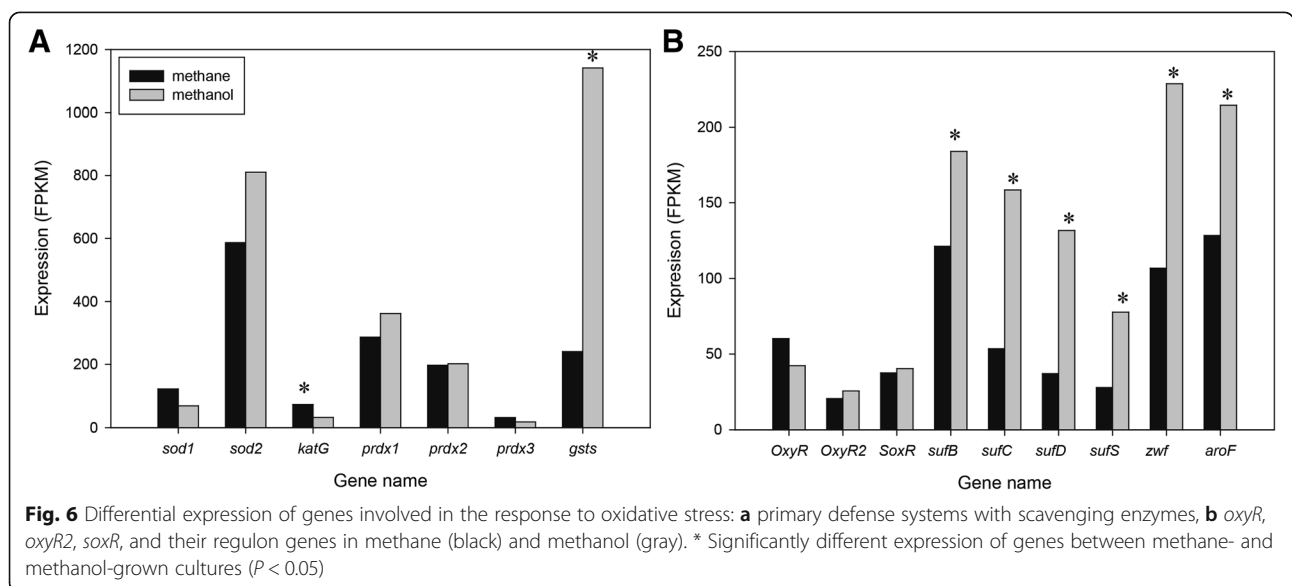 A
1200
1000
800
600
400
200
0
Expression (FPKM)
methane
methanol
*
*
sod1 sod2 katG prdx1 prdx2 prdx3 gsts
Gene name
B
250
200
150
100
50
0
Expresison (FPKM)
* * * * * *
OxyR OxyR2 SoxR sufB sufC sufD sufS zwf aroF
Gene name
Fig. 6 Differential expression of genes involved in the response to oxidative stress: a primary defense systems with scavenging enzymes, b oxyR,
oxyR2, soxR, and their regulon genes in methane (black) and methanol (gray). * Significantly different expression of genes between methane- and
methanol-grown cultures (P < 0.05)